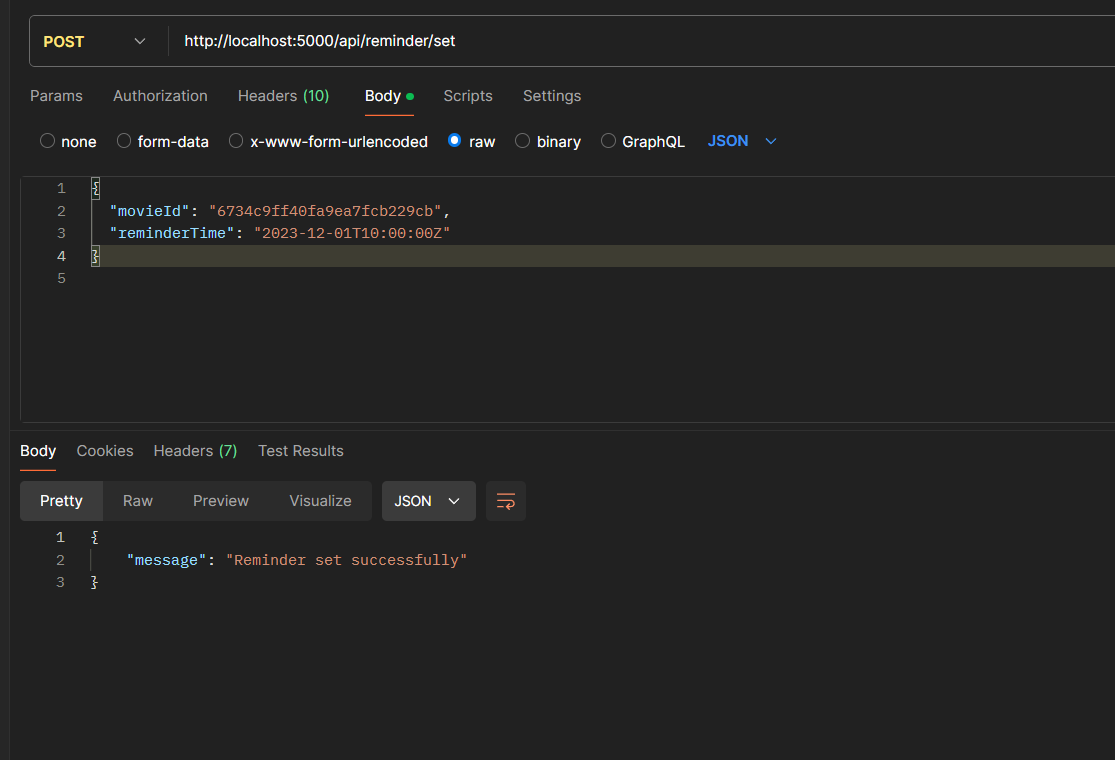 POST http://localhost:5000/api/reminder/set
Params Authorization Headers (10) Body Scripts Settings
none form-data x-www-form-urlencoded raw binary GraphQL JSON
1 {
2 "movieId": "6734c9ff40fa9ea7fcb229cb",
3 "reminderTime": "2023-12-01T10:00:00Z"
4 }
5
Body Cookies Headers (7) Test Results
Pretty Raw Preview Visualize JSON
1 {
2 "message": "Reminder set successfully"
3 }